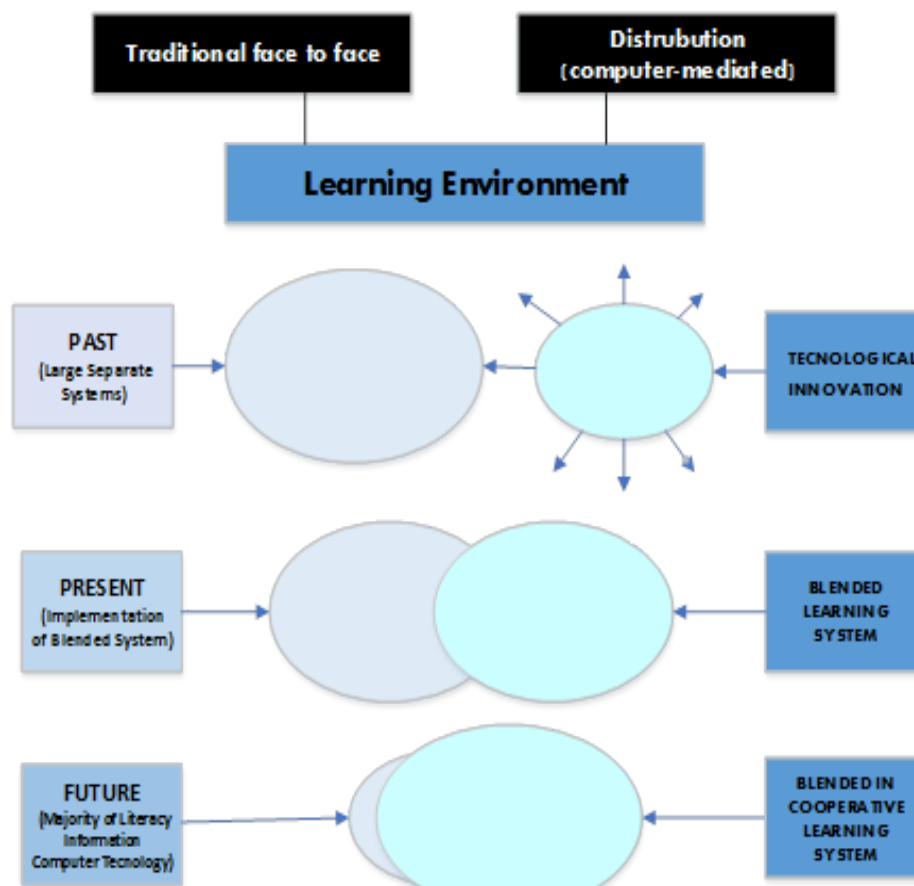 Traditional face to face
Distrubution
(computer-mediated)
Learning Environment
PAST
(Large Separate
Systems)
TECNOLOGICAL
INNOVATION
PRESENT
(Implementation
of Blended System)
BLENDED
LEARNING
SYSTEM
FUTURE
(Majority of Literacy
Information
Computer Tecnology)
BLENDED IN
COOPERATIVE
LEARNING
SYSTEM